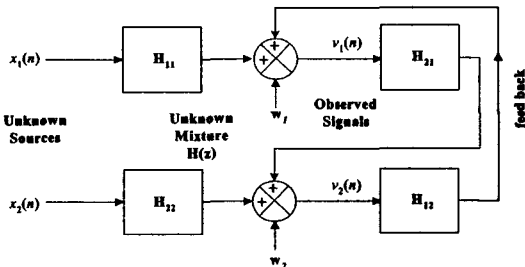 x₁(n)
H₁₁
+
+
v₁(n)
H₂₁
w₁
Unknown
Sources
Unknown
Mixture
H(z)
Observed
Signals
feed back
x₂(n)
H₂₂
+
+
v₂(n)
H₁₂
w₂